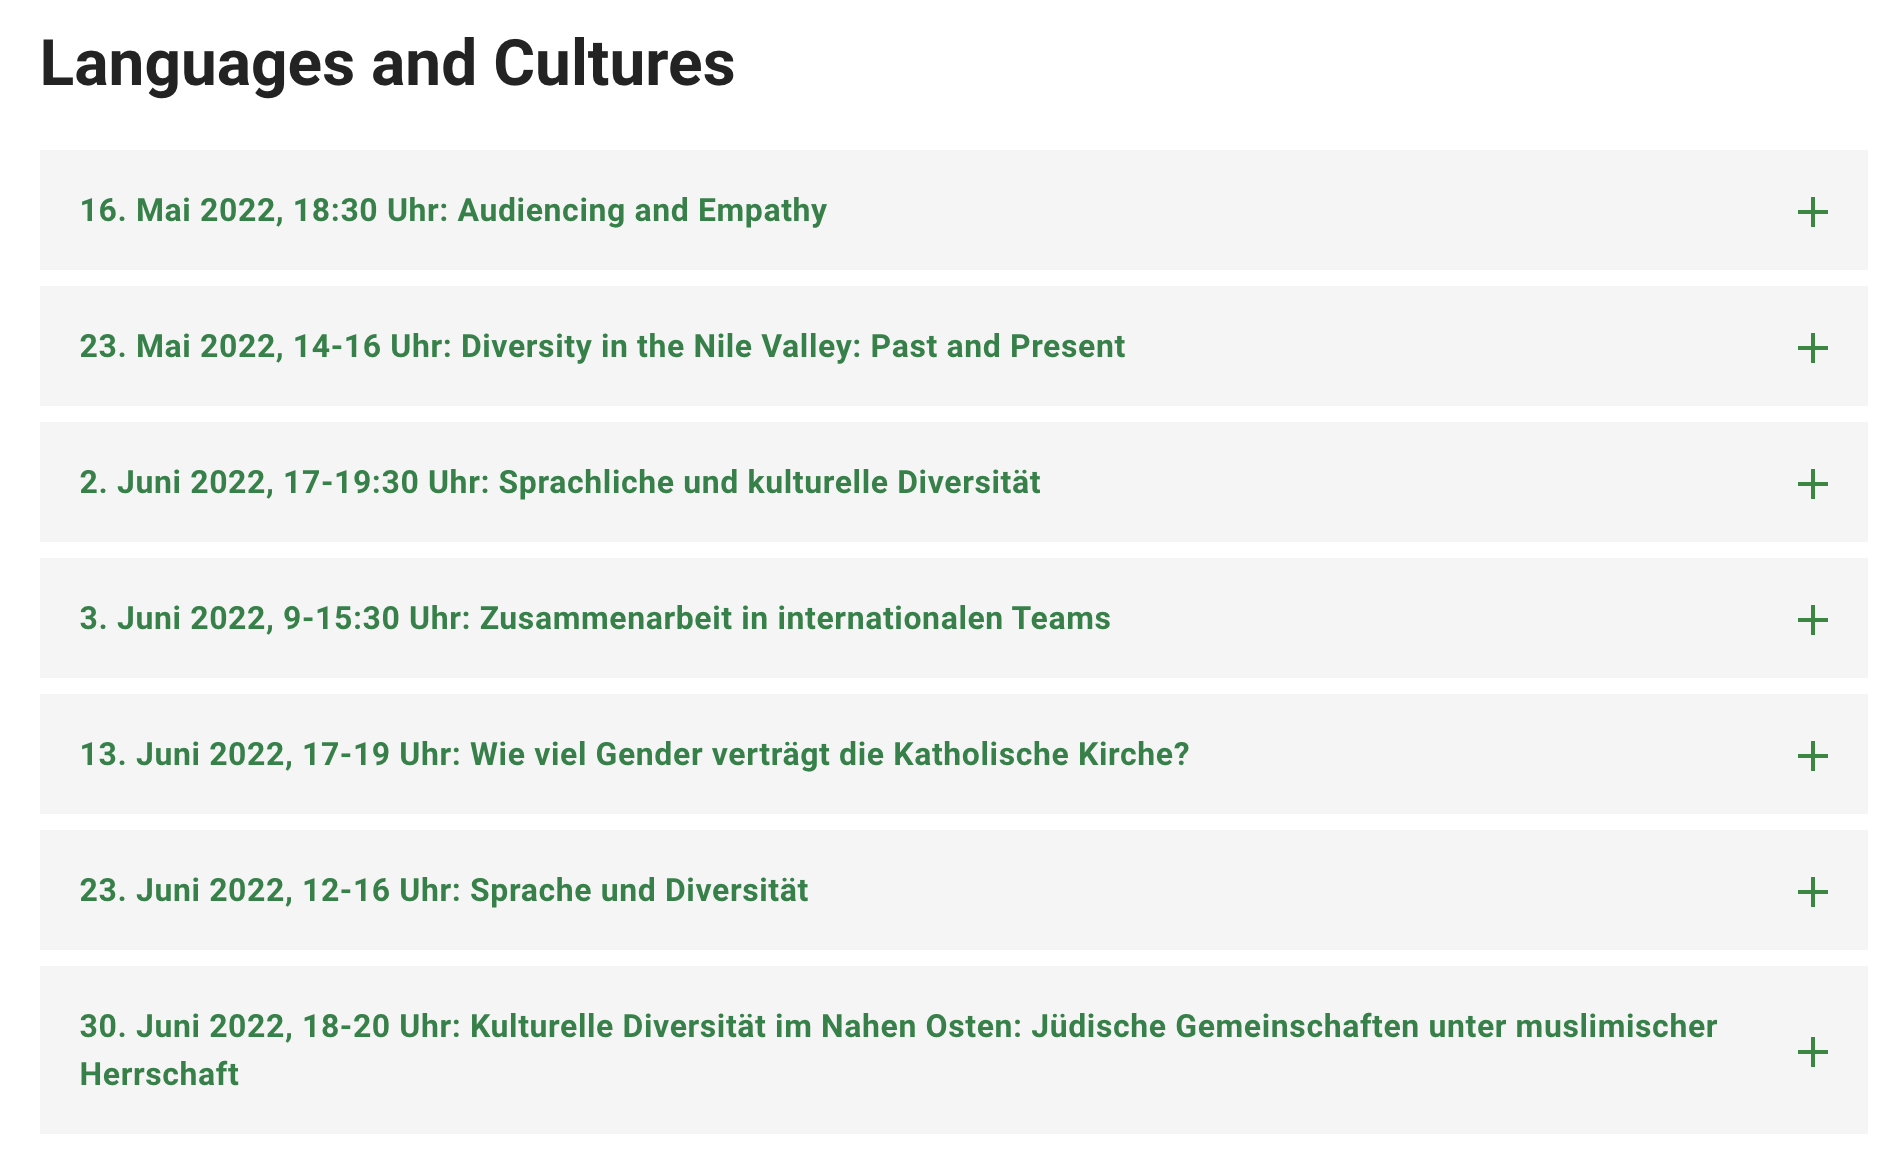 Languages and Cultures
16. Mai 2022, 18:30 Uhr: Audiencing and Empathy
23. Mai 2022, 14-16 Uhr: Diversity in the Nile Valley: Past and Present
2. Juni 2022, 17-19:30 Uhr: Sprachliche und kulturelle Diversität
3. Juni 2022, 9-15:30 Uhr: Zusammenarbeit in internationalen Teams
13. Juni 2022, 17-19 Uhr: Wie viel Gender verträgt die Katholische Kirche?
23. Juni 2022, 12-16 Uhr: Sprache und Diversität
30. Juni 2022, 18-20 Uhr: Kulturelle Diversität im Nahen Osten: Jüdische Gemeinschaften unter muslimischer
Herrschaft